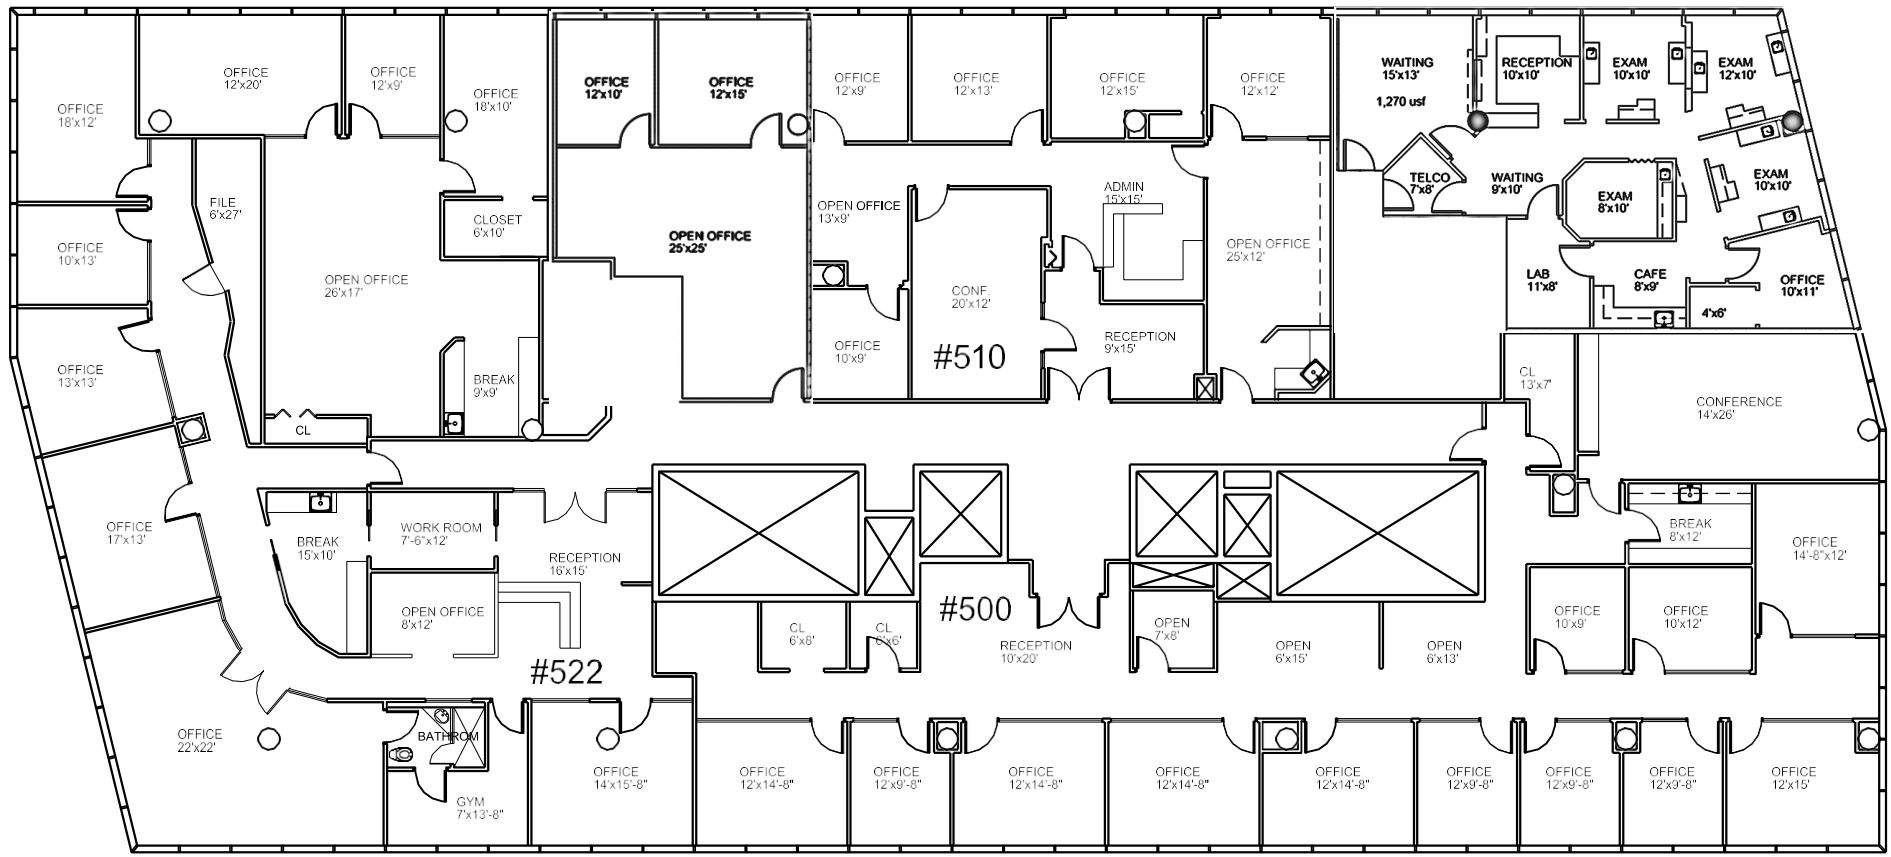 OFFICE
18'x12'
OFFICE
12'x20'
OFFICE
12'x9'
OFFICE
18'x10'
OFFICE
12'x10'
OFFICE
12'x15'
OFFICE
12'x9'
OFFICE
12'x13'
OFFICE
12'x15'
OFFICE
12'x12'
WAITING
15'x13'
1,270 usf
RECEPTION
10'x10'
EXAM
10'x10'
EXAM
12'x10'
FILE
6'x27'
CLOSET
6'x10'
OFFICE
10'x13'
OPEN OFFICE
26'x17'
OPEN OFFICE
25'x25'
OPEN OFFICE
13'x9'
ADMIN
15'x15'
OPEN OFFICE
25'x12'
TELCO
7'x8'
WAITING
9'x10'
EXAM
8'x10'
EXAM
10'x10'
LAB
11'x8'
CAFE
8'x9'
OFFICE
10'x11'
4'x6'
CONF.
20'x12'
#510
OFFICE
10'x9'
RECEPTION
9'x15'
OFFICE
13'x13'
BREAK
9'x9'
CL
CL
13'x7'
CONFERENCE
14'x26'
OFFICE
17'x13'
BREAK
15'x10'
WORK ROOM
7'-6"x12'
RECEPTION
16'x15'
OPEN OFFICE
8'x12'
#522
BREAK
8'x12'
OFFICE
14'-8"x12'
#500
RECEPTION
10'x20'
CL
6'x8'
CL
6'x6'
OPEN
7'x8'
OPEN
6'x15'
OPEN
6'x13'
OFFICE
10'x9'
OFFICE
10'x12'
OFFICE
22'x22'
BATHROM
GYM
7'x13'-8"
OFFICE
14'x15'-8"
OFFICE
12'x14'-8"
OFFICE
12'x9'-8"
OFFICE
12'x14'-8"
OFFICE
12'x14'-8"
OFFICE
12'x14'-8"
OFFICE
12'x9'-8"
OFFICE
12'x9'-8"
OFFICE
12'x9'-8"
OFFICE
12'x15'